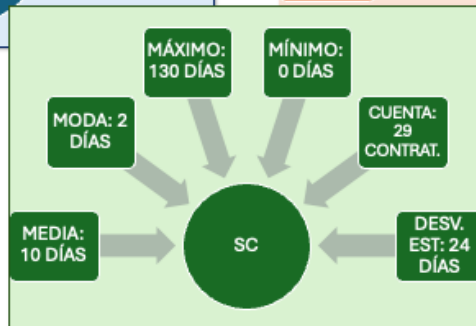 MÁXIMO:
130 DÍAS
MÍNIMO:
0 DÍAS
MODA: 2
DÍAS
CUENTA:
29
CONTRAT.
MEDIA:
10 DÍAS
SC
DESV.
EST: 24
DÍAS